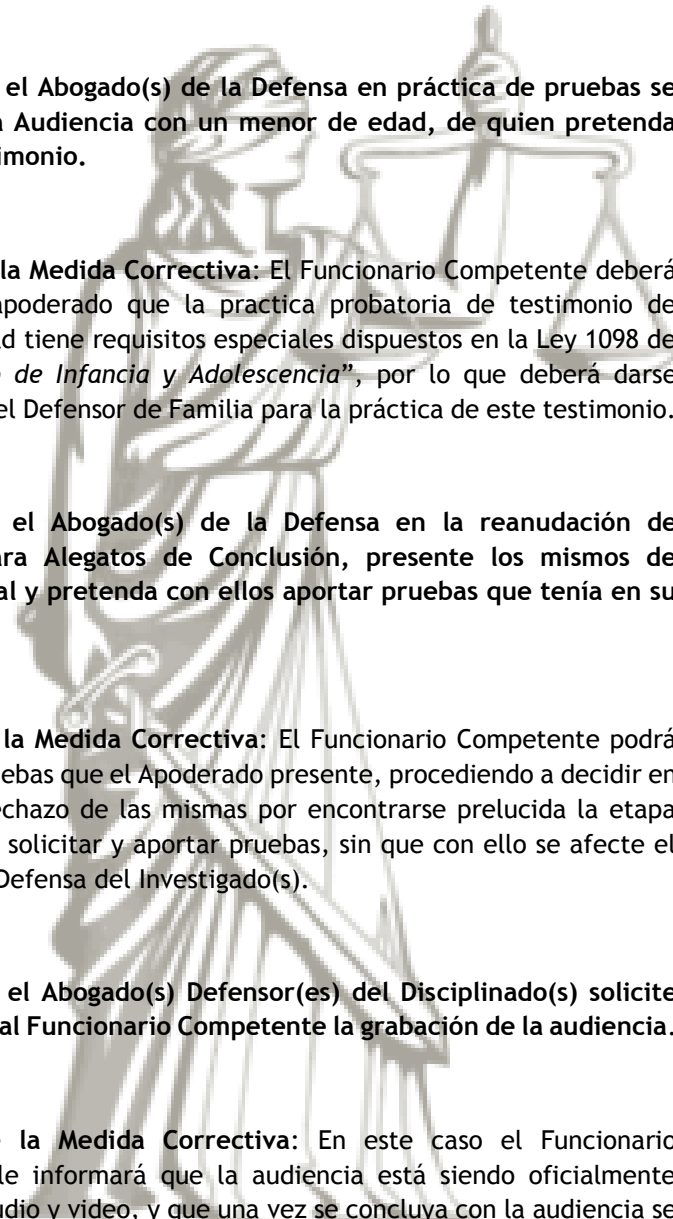 el Abogado(s) de la Defensa en práctica de pruebas se
Audiencia con un menor de edad, de quien pretenda
la Medida Correctiva: El Funcionario Competente deberá
apoderado que la practica probatoria de testimonio de
tiene requisitos especiales dispuestos en la Ley 1098 de
de Infancia y Adolescencia”, por lo que deberá darse
el Defensor de Familia para la práctica de este testimonio.
el Abogado(s) de la Defensa en la reanudación de
Alegatos de Conclusión, presente los mismos de
y pretenda con ellos aportar pruebas que tenía en su
la Medida Correctiva: El Funcionario Competente podrá
que el Apoderado presente, procediendo a decidir en
de las mismas por encontrarse prelucida la etapa
solicitar y aportar pruebas, sin que con ello se afecte el
Defensa del Investigado(s).
el Abogado(s) Defensor(es) del Disciplinado(s) solicite
al Funcionario Competente la grabación de la audiencia.
la Medida Correctiva: En este caso el Funcionario
le informará que la audiencia está siendo oficialmente
y video, y que una vez se concluya con la audiencia se